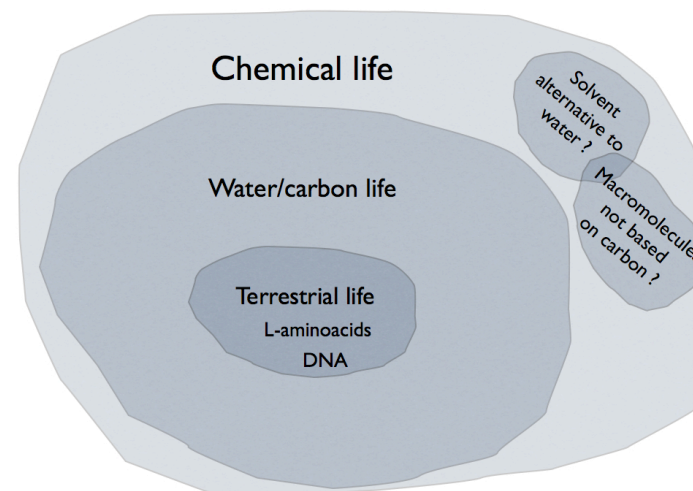 Chemical life
Solvent
alternative to
water ?
Water/carbon life
Macromolecules
not based
on carbon ?
Terrestrial life
L-aminoacids
DNA